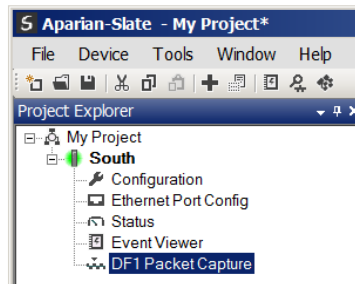 S Aparian-Slate - My Project*
File Device Tools Window Help
Project Explorer
My Project
South
Configuration
Ethernet Port Config
Status
Event Viewer
DF1 Packet Capture